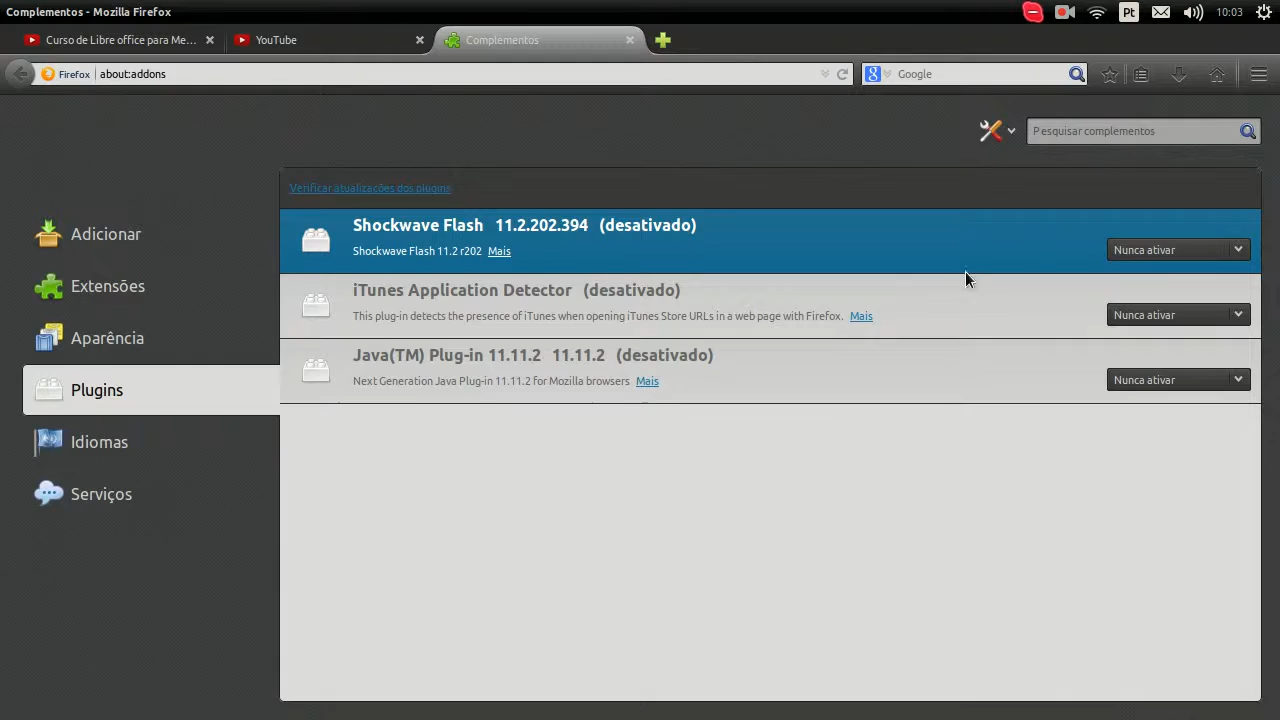 Complementos - Mozilla Firefox
Pt
10:03
Curso de Libre office para Me...
YouTube
Complementos
Firefox
about:addons
Google
Pesquisar complementos
Verificar atualizações dos plugins
Adicionar
Extensões
Aparência
Plugins
Idiomas
Serviços
Shockwave Flash 11.2.202.394 (desativado)
Shockwave Flash 11.2 r202 Mais
Nunca ativar
iTunes Application Detector (desativado)
This plug-in detects the presence of iTunes when opening iTunes Store URLs in a web page with Firefox. Mais
Nunca ativar
Java(TM) Plug-in 11.11.2 11.11.2 (desativado)
Next Generation Java Plug-in 11.11.2 for Mozilla browsers Mais
Nunca ativar